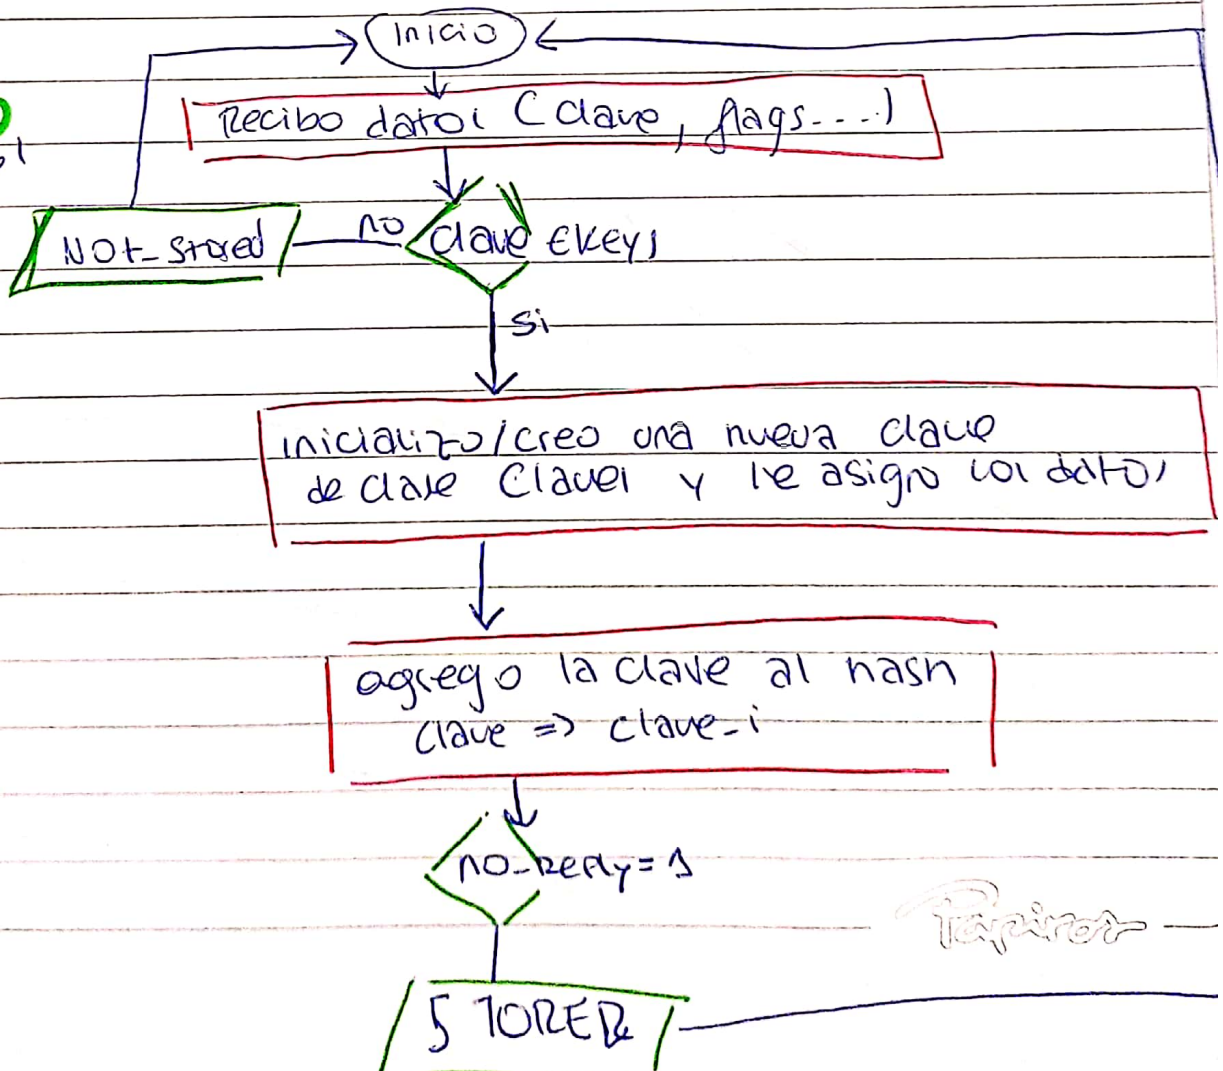 Inicio
Recibo datos (clave, flags....)
Not_stored
no
clave ∈ keys
si
inicializo/creo una nueva clave
de clase Claves y le asigno los datos
agrego la clave al hash
clave => clave_i
no_reply=1
STORED
Papiros